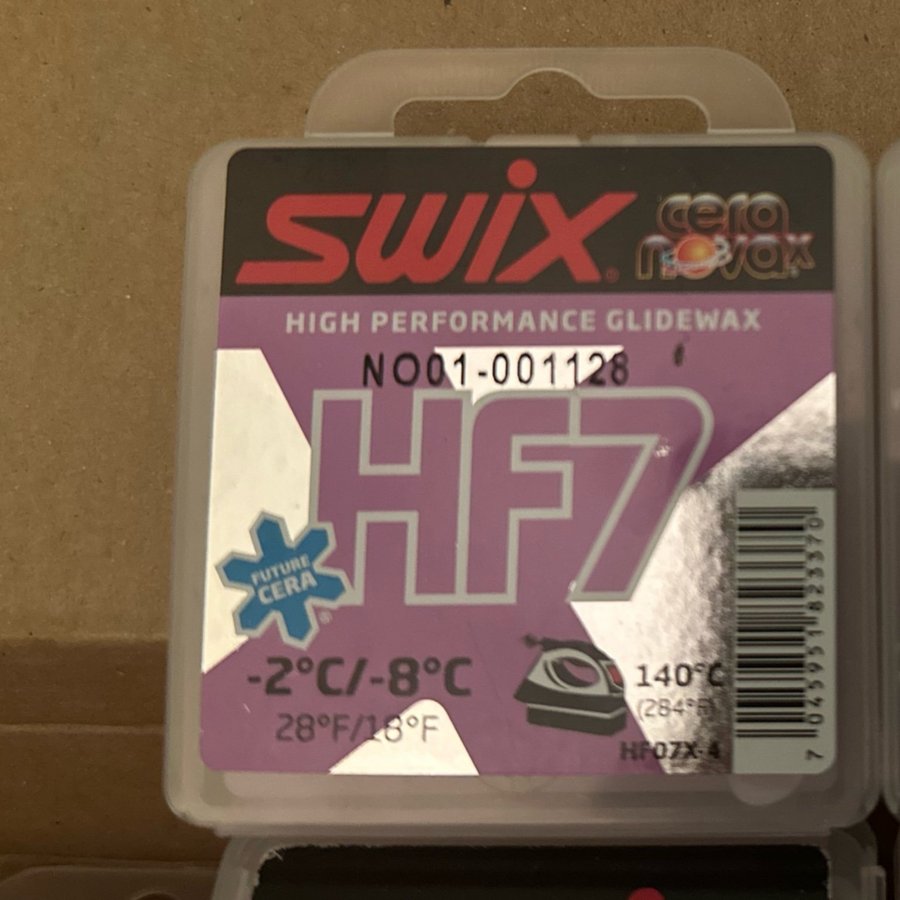 SWIX
cera
novax
HIGH PERFORMANCE GLIDEWAX
NO01-001128
HF7
FUTURE
CERA
-2°C/-8°C
28°F/18°F
140°C
(284°F)
HF07X-4
7 045951 823370